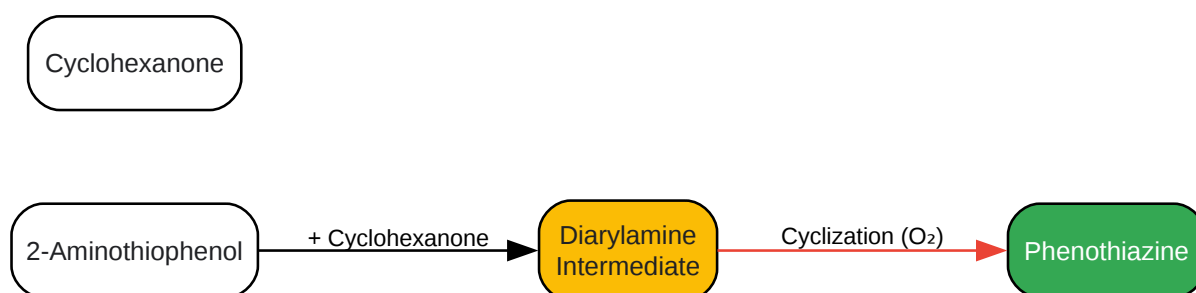 Cyclohexanone
2-Aminothiophenol
+ Cyclohexanone
Diarylamine
Intermediate
Cyclization (O₂)
Phenothiazine